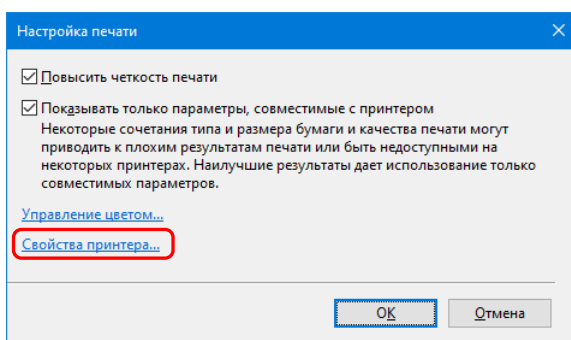 Настройка печати
Повысить четкость печати
Показывать только параметры, совместимые с принтером
Некоторые сочетания типа и размера бумаги и качества печати могут
приводить к плохим результатам печати или быть недоступными на
некоторых принтерах. Наилучшие результаты дает использование только
совместимых параметров.
Управление цветом...
Свойства принтера...
ОК
Отмена